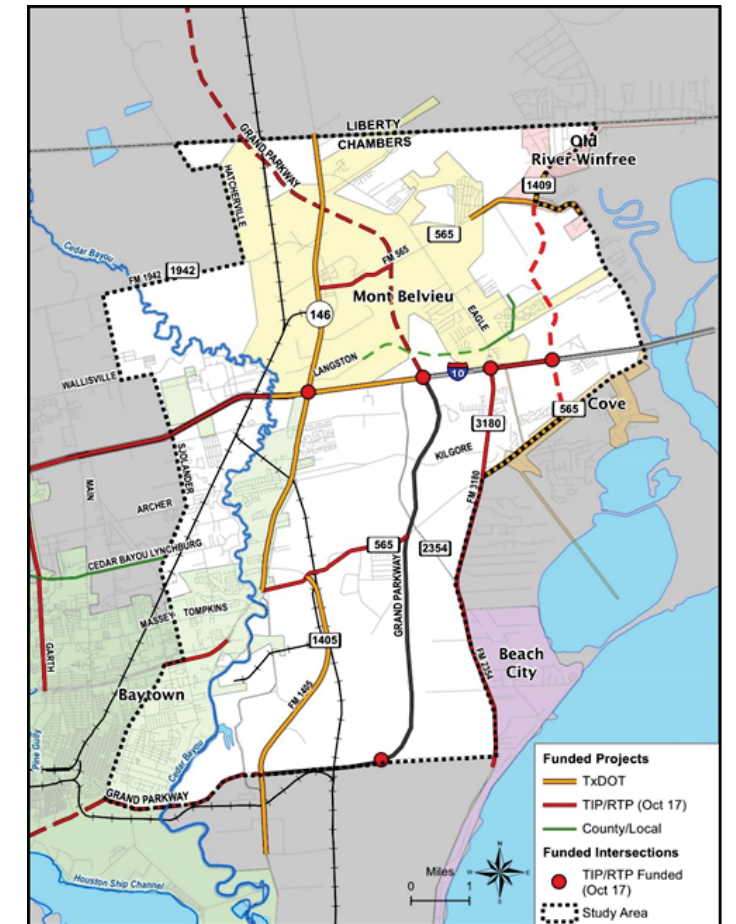 LIBERTY
CHAMBERS
GRAND PARKWAY
Old
River-Winfree
1409
HATCHERVILLE
565
FM 565
Cedar Bayou
1942
FM 1942
Mont Belvieu
146
EAGLE
LANGSTON
10
WALLISVILLE
565
Cove
3180
KILGORE
SJOLANDER
MAIN
ARCHER
FM 3180
CEDAR BAYOU LYNCHBURG
565
2354
GRAND PARKWAY
MASSEY TOMPKINS
GARTH
1405
FM 2354
Beach
City
Baytown
FM 1405
Pine Gully
Cedar Bayou
GRAND PARKWAY
Houston Ship Channel
Miles
0 1
N
W E
S
Funded Projects
TxDOT
TIP/RTP (Oct 17)
County/Local
Funded Intersections
TIP/RTP Funded
(Oct 17)
Study Area